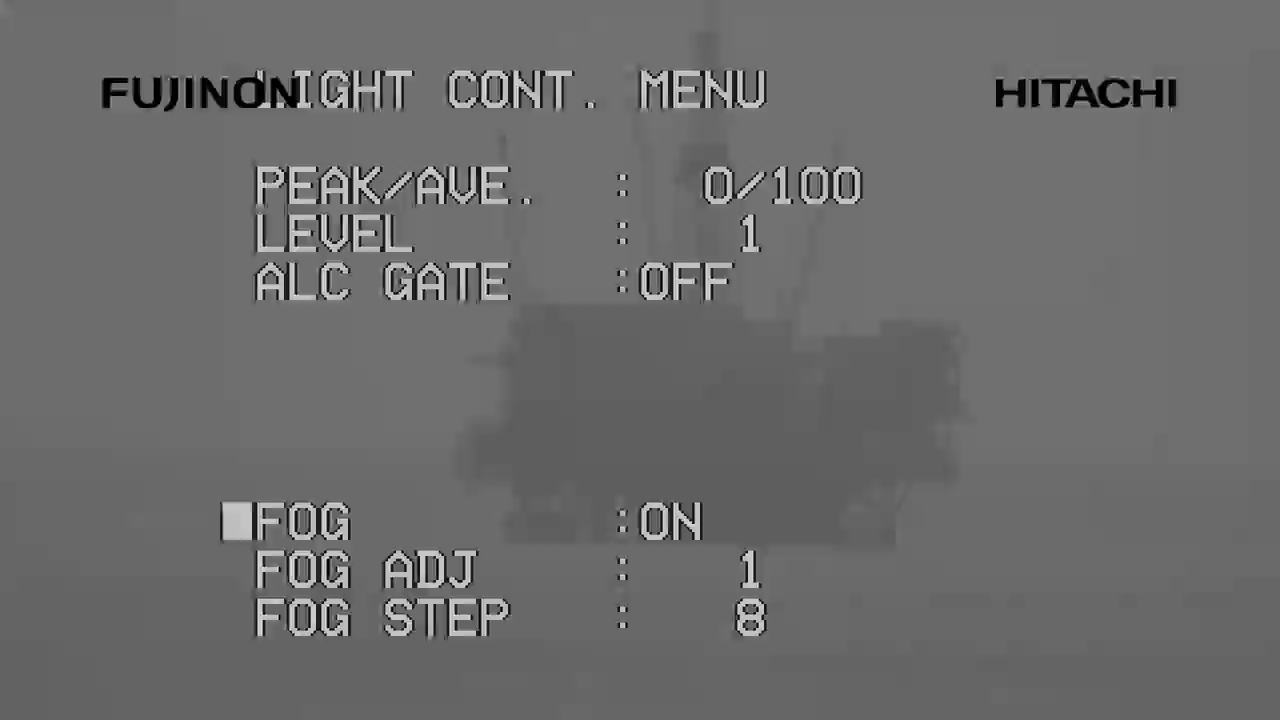 FUJINON
LIGHT CONT. MENU
HITACHI
PEAK/AVE. : 0/100
LEVEL : 1
ALC GATE :OFF
FOG :ON
FOG ADJ : 1
FOG STEP : 8